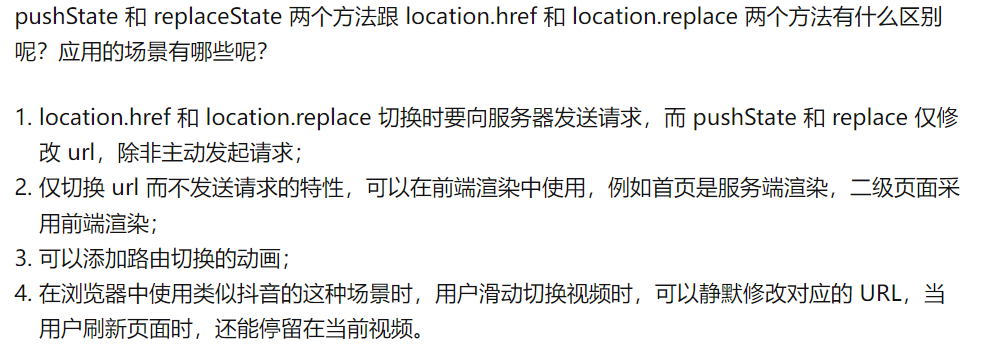 pushState 和 replaceState 两个方法跟 location.href 和 location.replace 两个方法有什么区别
呢？应用的场景有哪些呢？
1. location.href 和 location.replace 切换时要向服务器发送请求，而 pushState 和 replace 仅修
改 url，除非主动发起请求；
2. 仅切换 url 而不发送请求的特性，可以在前端渲染中使用，例如首页是服务端渲染，二级页面采
用前端渲染；
3. 可以添加路由切换的动画；
4. 在浏览器中使用类似抖音的这种场景时，用户滑动切换视频时，可以静默修改对应的 URL，当
用户刷新页面时，还能停留在当前视频。